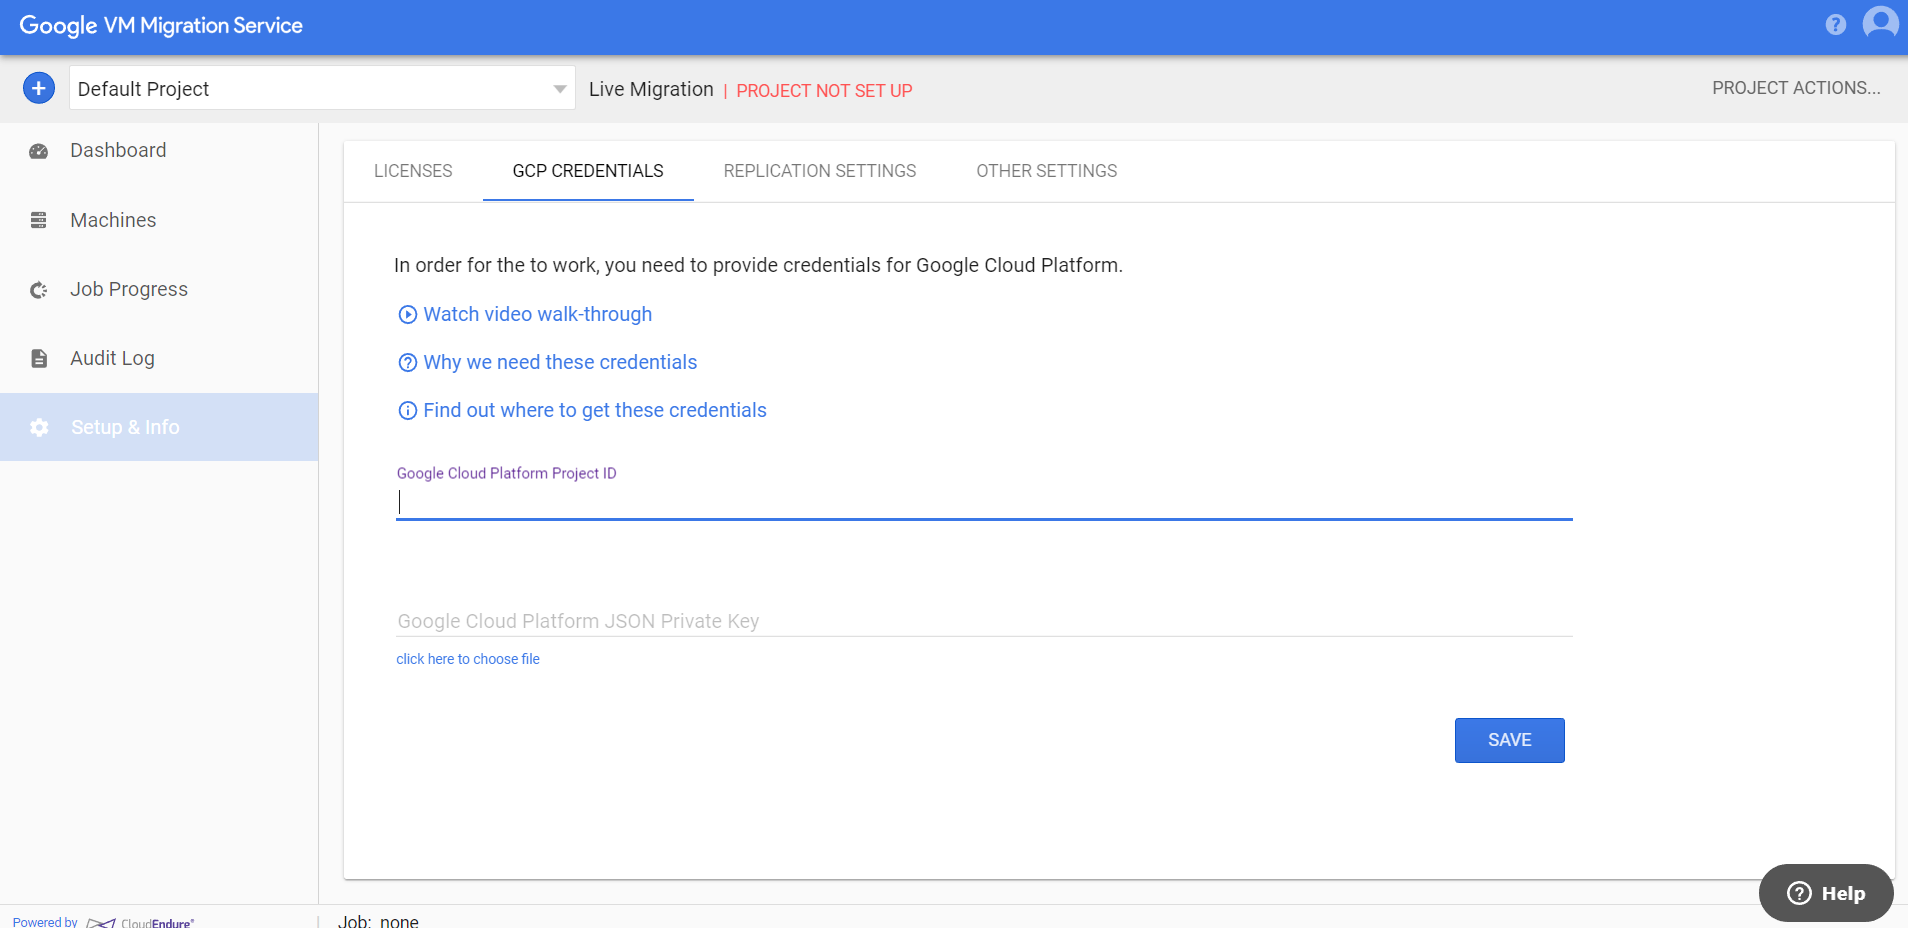 Google VM Migration Service
?
+ Default Project Live Migration | PROJECT NOT SET UP PROJECT ACTIONS...
Dashboard
Machines
Job Progress
Audit Log
Setup & Info
LICENSES GCP CREDENTIALS REPLICATION SETTINGS OTHER SETTINGS
In order for the to work, you need to provide credentials for Google Cloud Platform.
Watch video walk-through
Why we need these credentials
Find out where to get these credentials
Google Cloud Platform Project ID
Google Cloud Platform JSON Private Key
click here to choose file
SAVE
Help
Powered by CloudEndure® Job: none